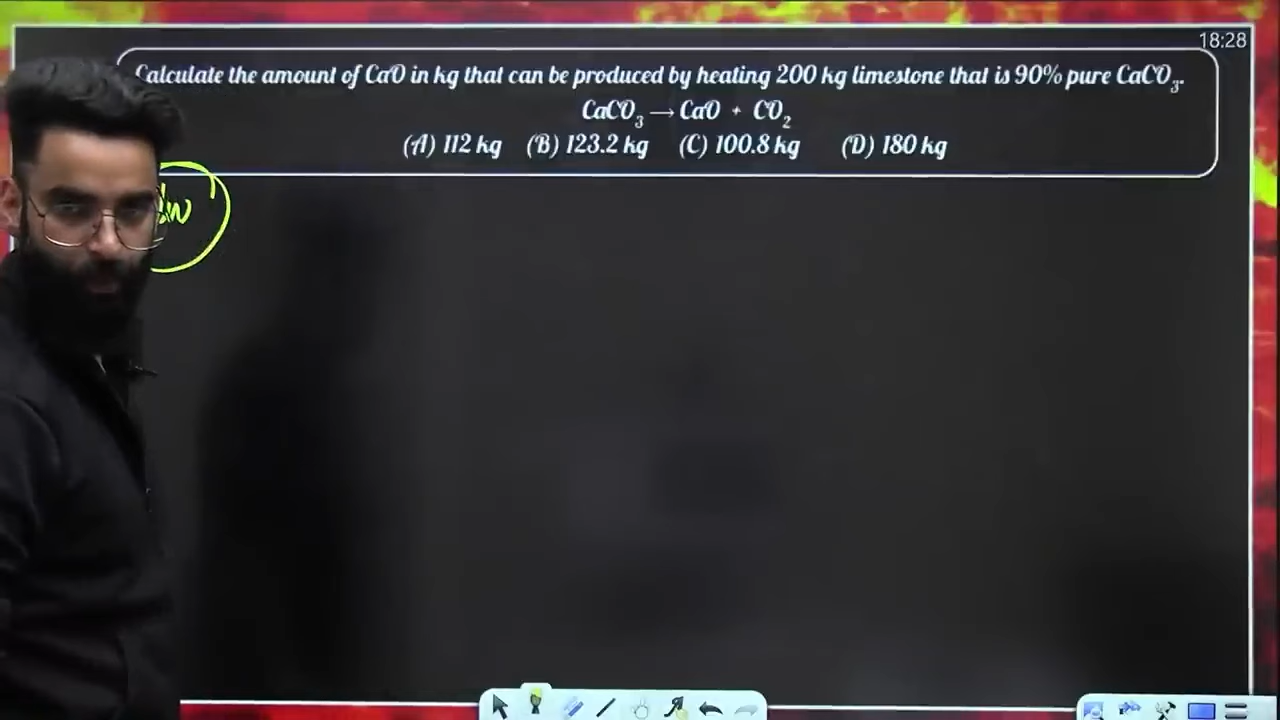 18:28
Calculate the amount of CaO in kg that can be produced by heating 200 kg limestone that is 90% pure CaCO₃.
CaCO₃ → CaO + CO₂
(A) 112 kg (B) 123.2 kg (C) 100.8 kg (D) 180 kg